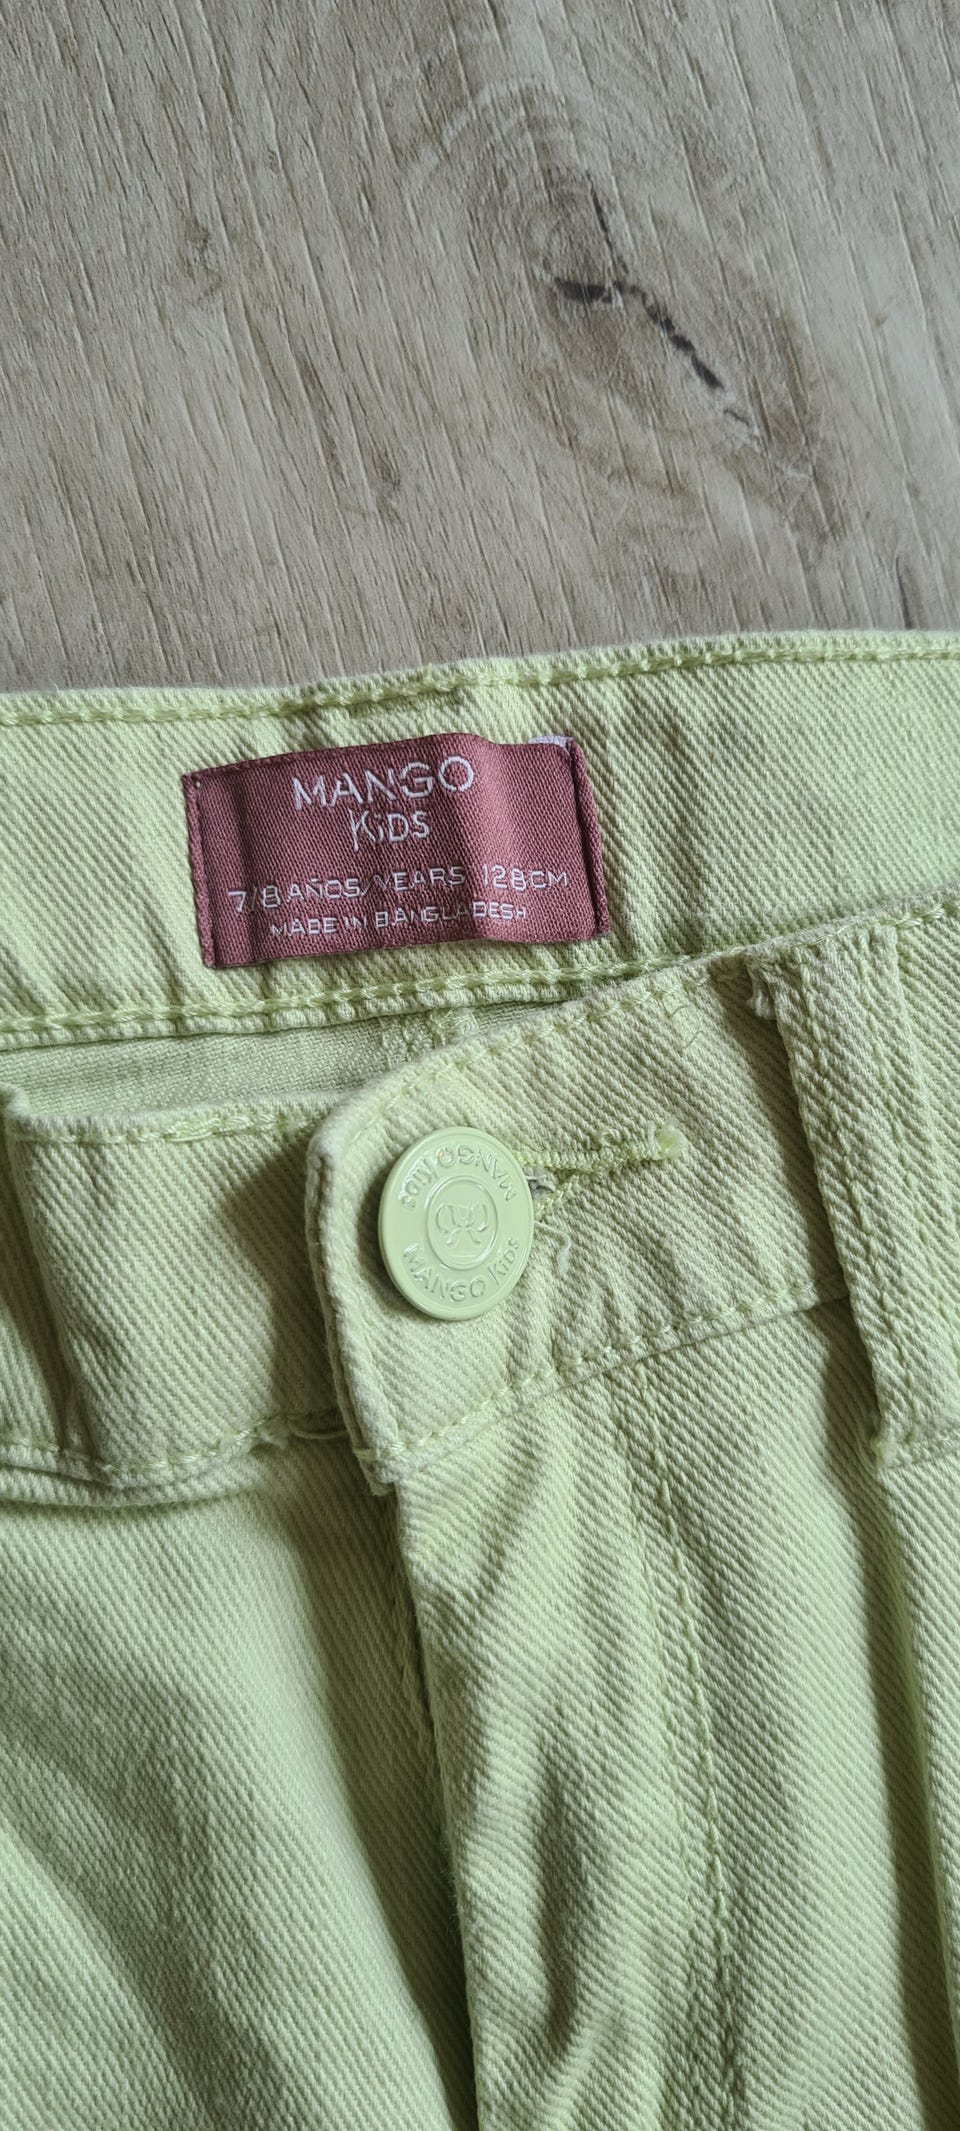 MANGO
KiDS
7/8 AÑOS/YEARS 128CM
MADE IN BANGLADESH
MANGO KiDS
MANGO KiDS